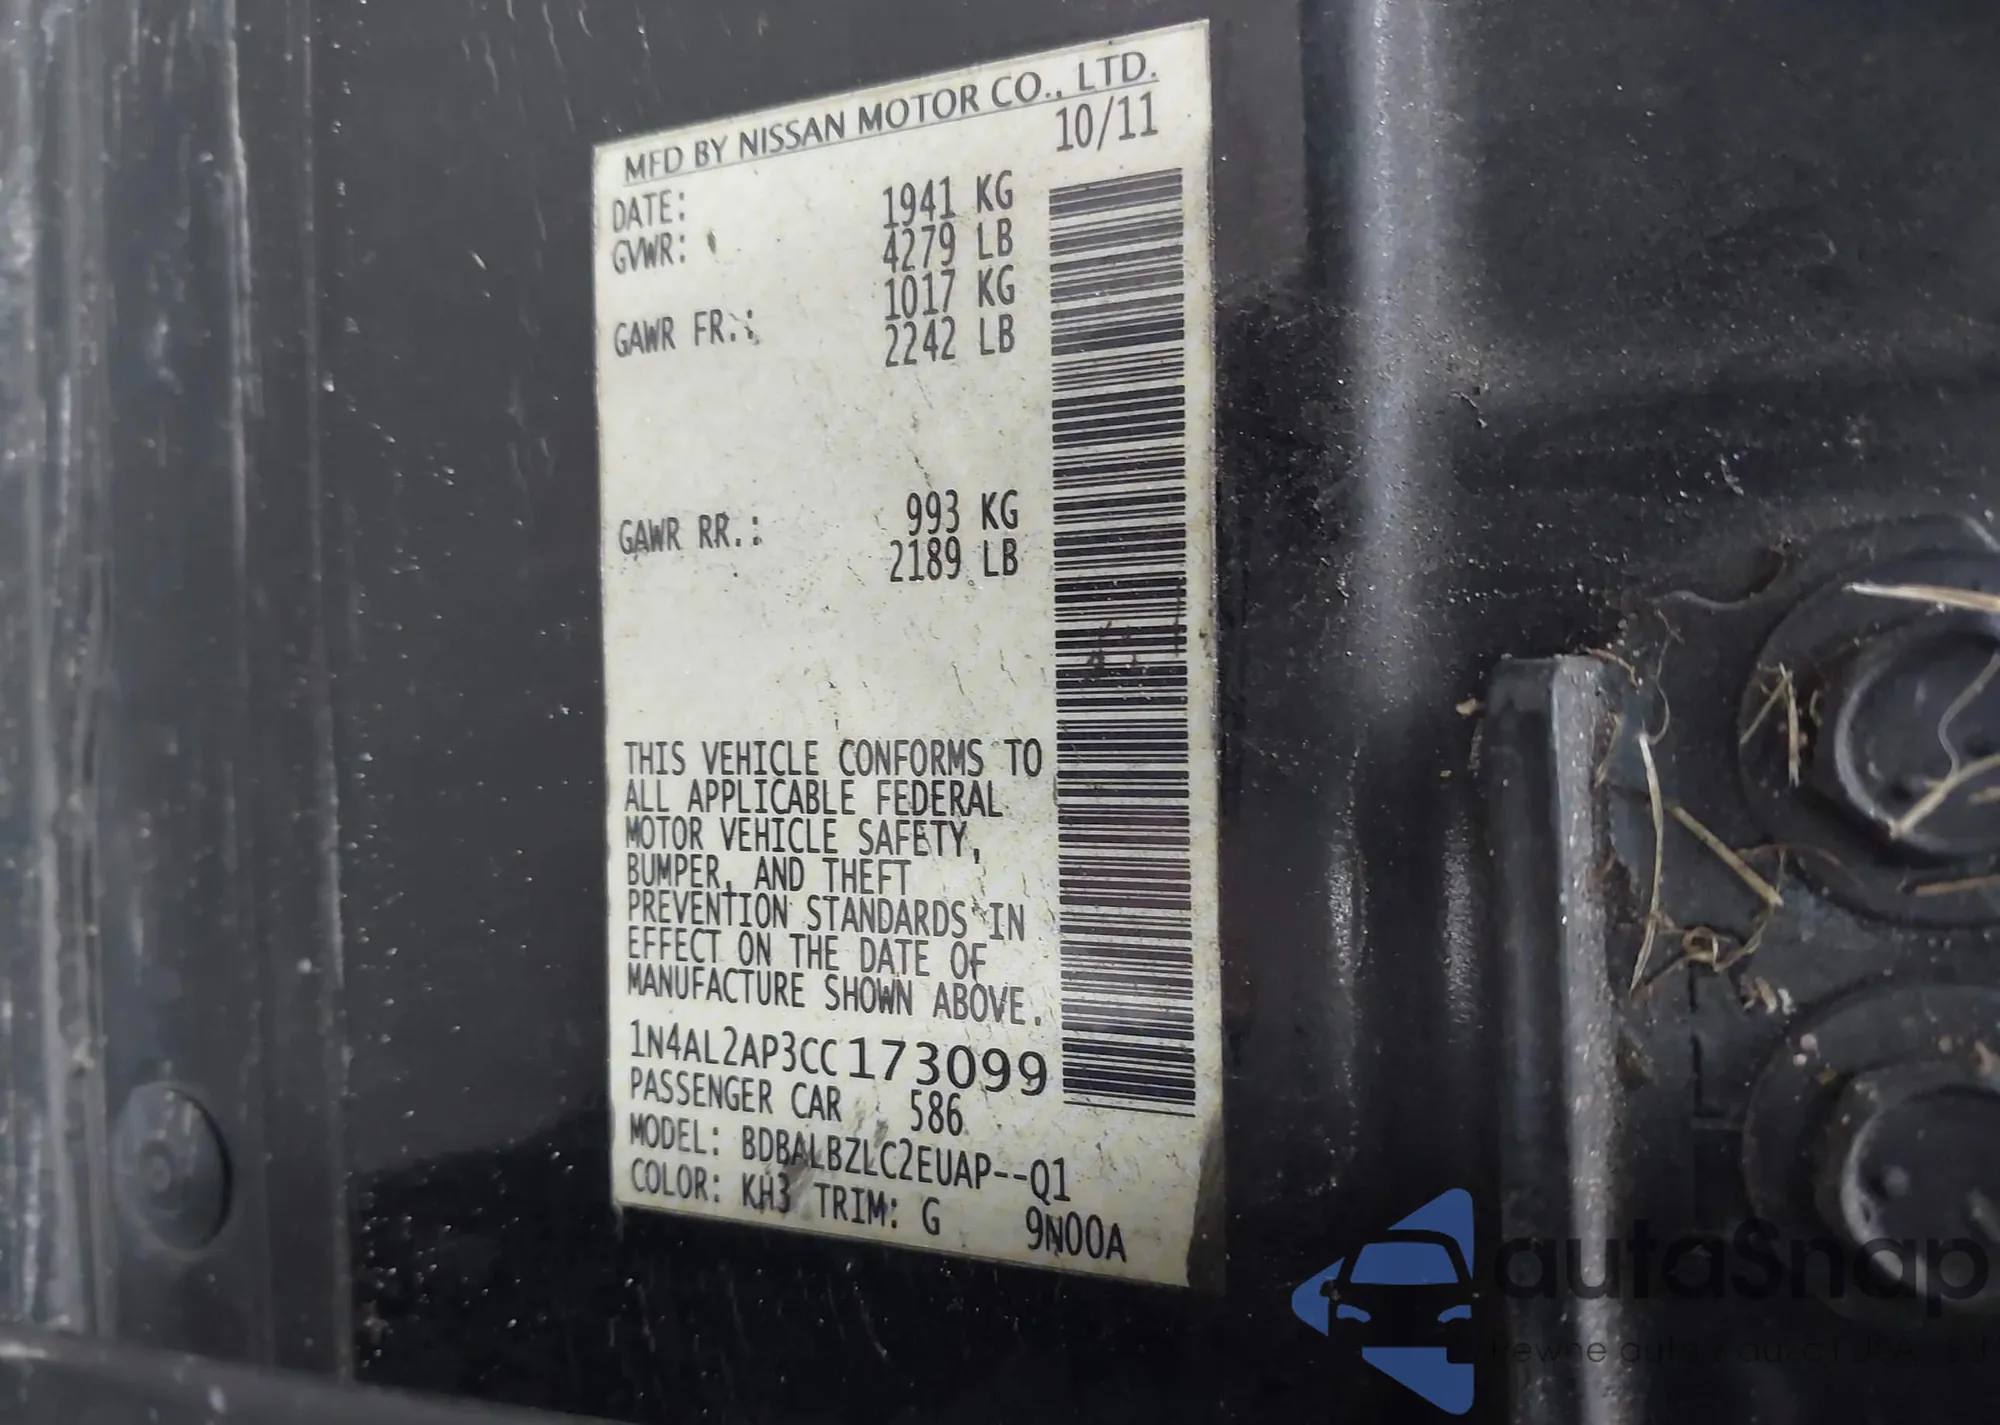 MFD BY NISSAN MOTOR CO., LTD.
DATE: 10/11
GVWR: 1941 KG
4279 LB
GAWR FR.: 1017 KG
2242 LB
GAWR RR.: 993 KG
2189 LB
THIS VEHICLE CONFORMS TO
ALL APPLICABLE FEDERAL
MOTOR VEHICLE SAFETY,
BUMPER, AND THEFT
PREVENTION STANDARDS IN
EFFECT ON THE DATE OF
MANUFACTURE SHOWN ABOVE.
1N4AL2AP3CC173099
PASSENGER CAR 586
MODEL: BDBALBZLC2EUAP--Q1
COLOR: KH3 TRIM: G 9N00A
autaSnap